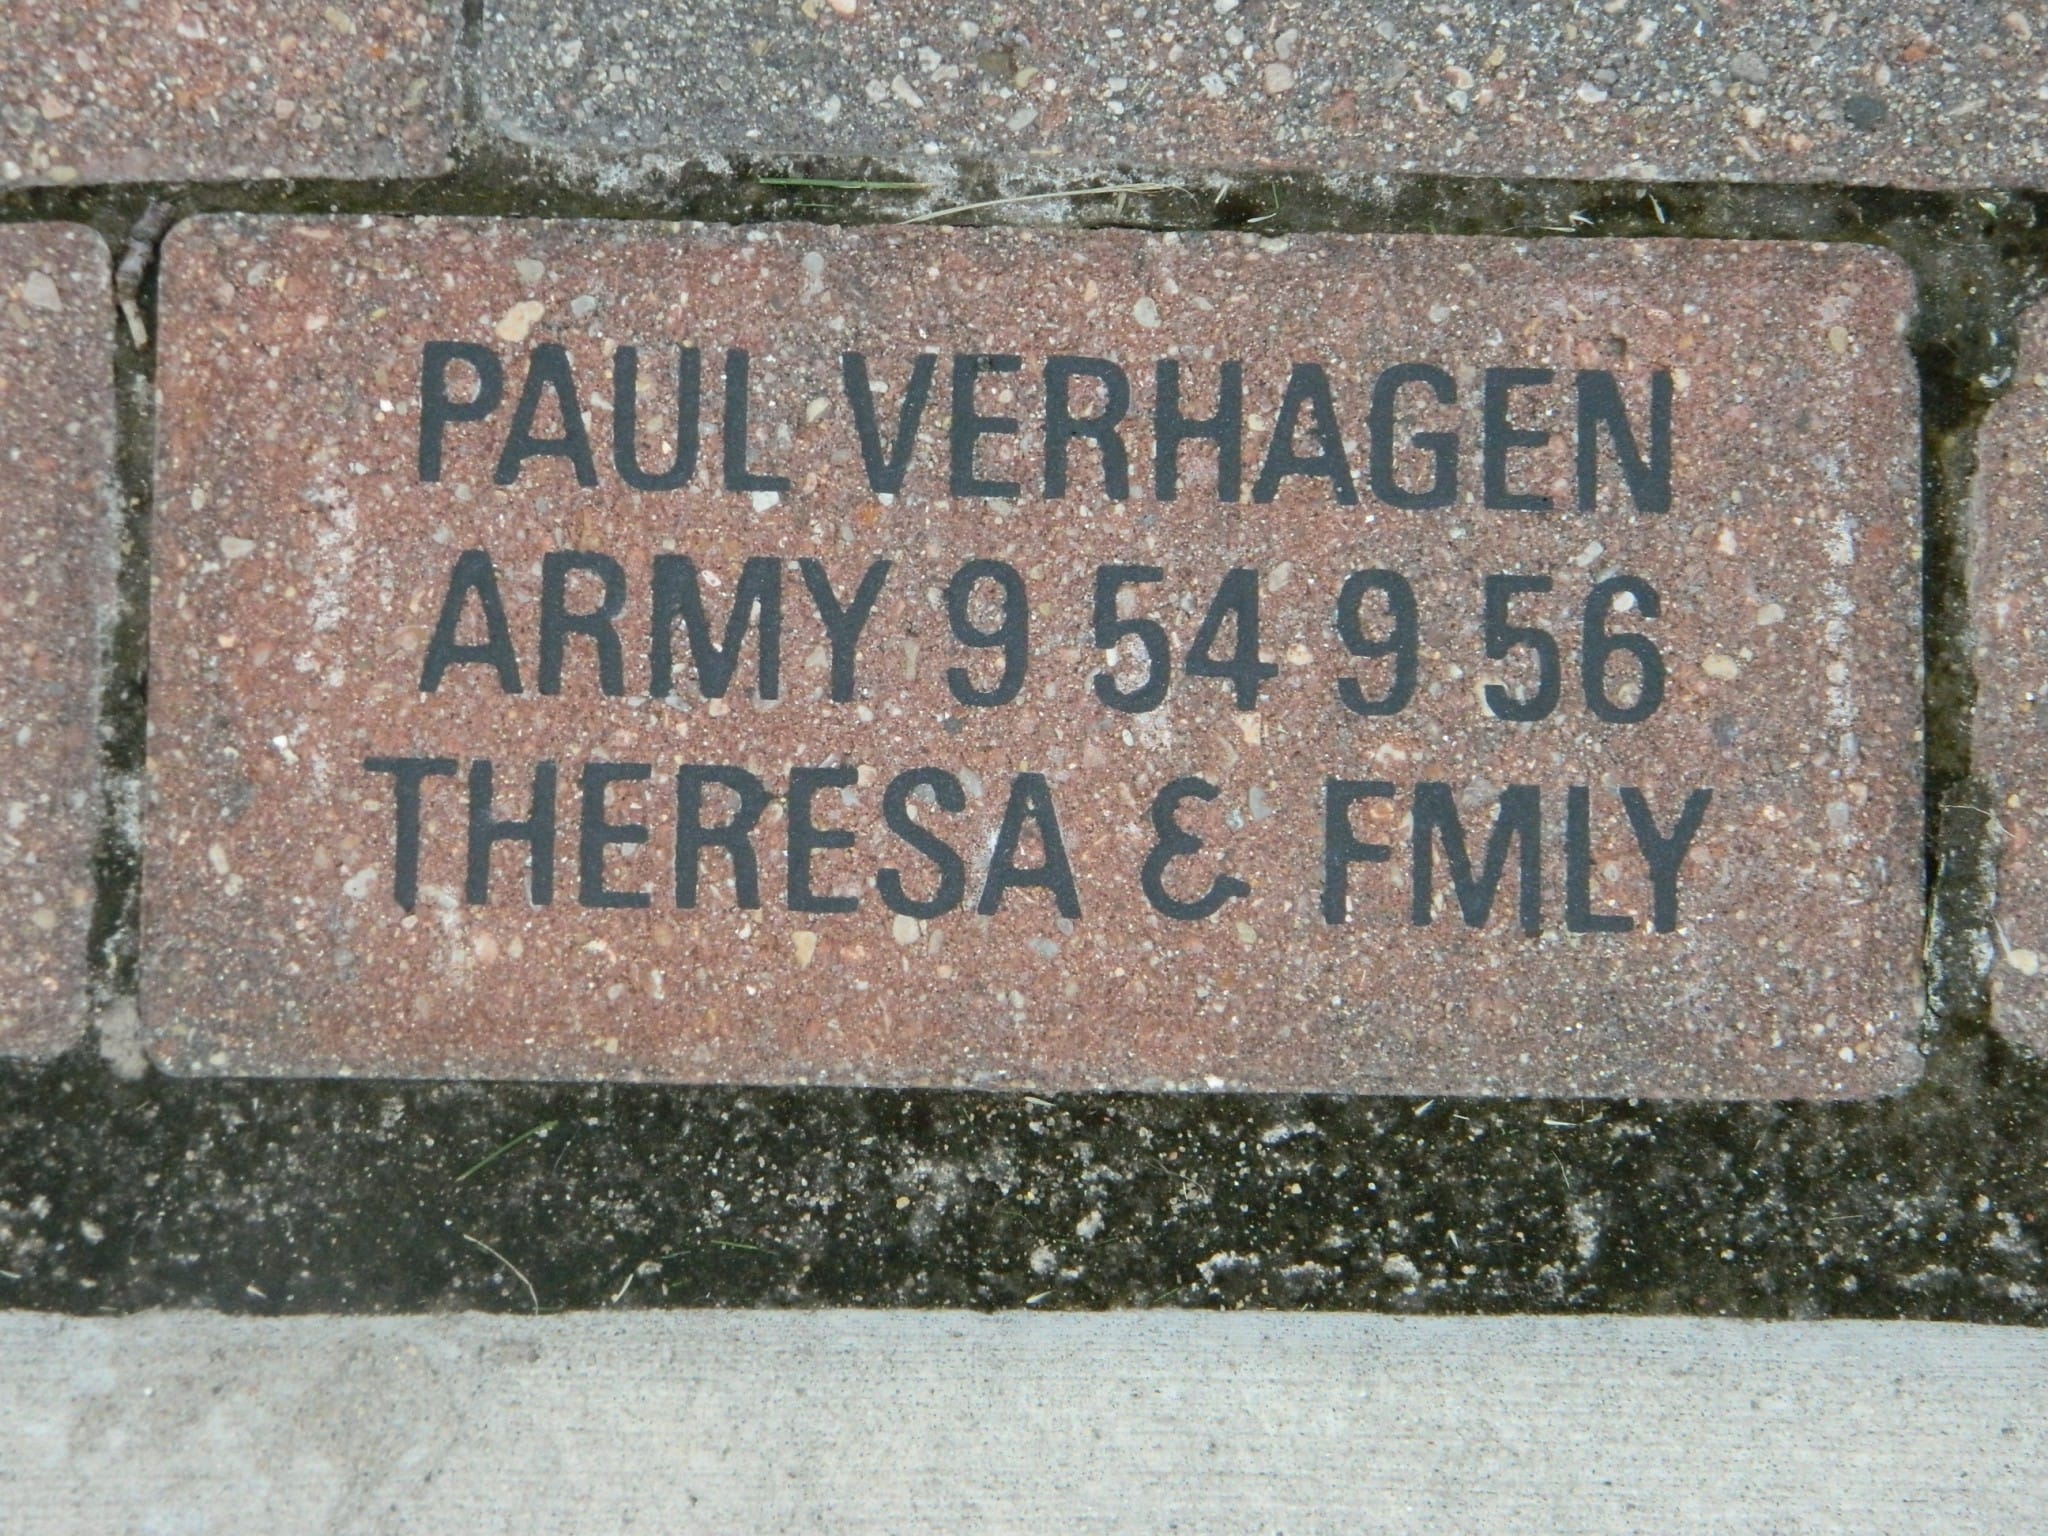 PAUL VERHAGEN
ARMY 9 54 9 56
THERESA & FMLY